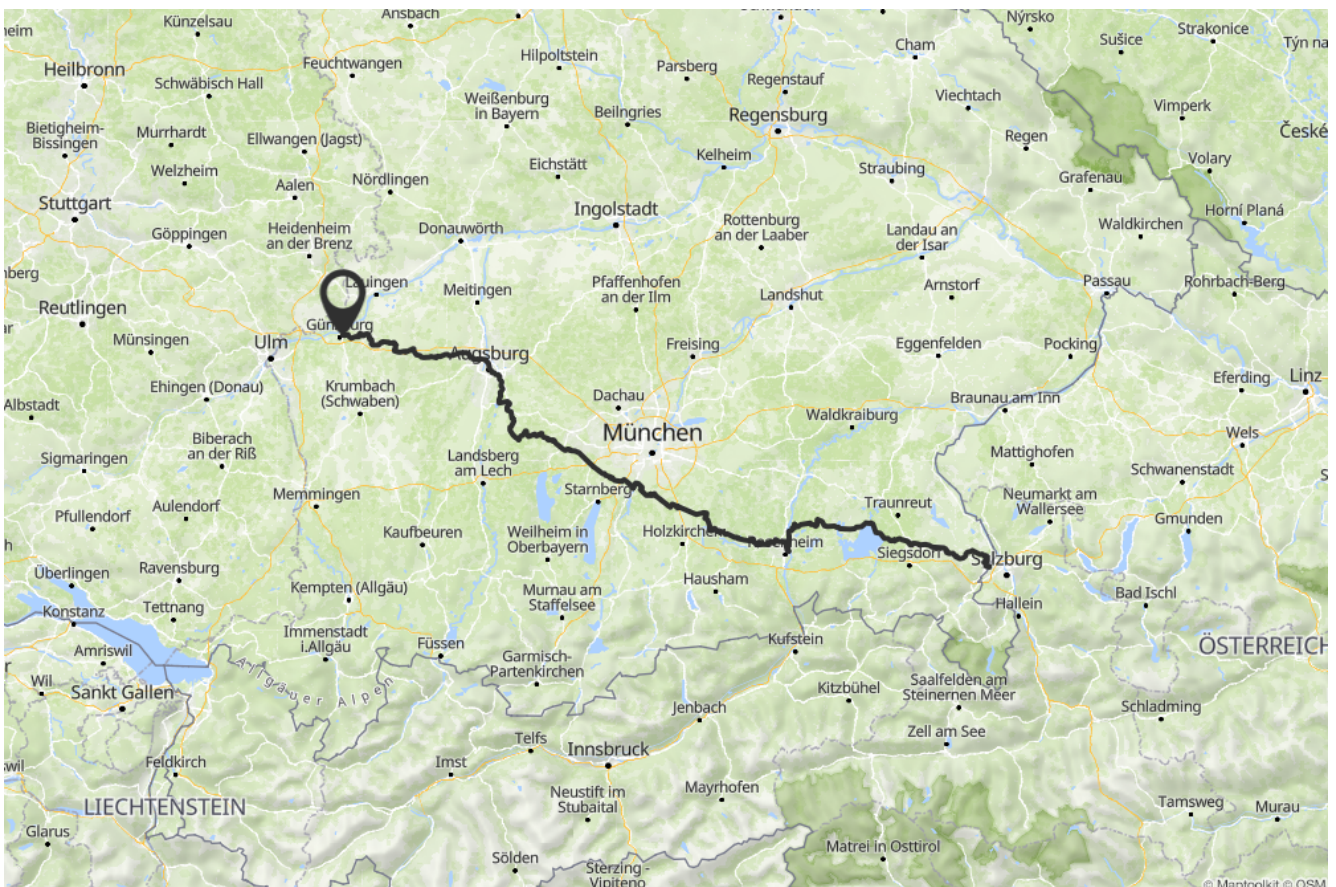 Ansbach
Nýrsko
Strakonice
Künzelsau
Sušice
Cham
Týn na
Hilpoltstein
Feuchtwangen
Parsberg
Heilbronn
Regenstauf
Schwäbisch Hall
Viechtach
Weißenburg
in Bayern
Vimperk
Beilngries
Regensburg
Bietigheim-
Bissingen
Murrhardt
Ellwangen (Jagst)
Regen
České
Kelheim
Volary
Eichstätt
Straubing
Welzheim
Grafenau
Nördlingen
Aalen
Stuttgart
Ingolstadt
Horní Planá
Heidenheim
an der Brenz
Göppingen
Donauwörth
Rottenburg
an der Laaber
Landau an
der Isar
Waldkirchen
Passau
Rohrbach-Berg
Lauingen
Meitingen
Pfaffenhofen
an der Ilm
Landshut
Arnstorf
Reutlingen
Günzburg
Münsingen
Ulm
Augsburg
Freising
Eggenfelden
Pocking
Eferding
Linz
Ehingen (Donau)
Krumbach
(Schwaben)
Dachau
Albstadt
Braunau am Inn
Waldkraiburg
München
Wels
Biberach
an der Riß
Mattighofen
Sigmaringen
Landsberg
am Lech
Schwanenstadt
Starnberg
Memmingen
Traunreut
Neumarkt am
Wallersee
Aulendorf
Pfullendorf
Gmunden
Kaufbeuren
Weilheim in
Oberbayern
Holzkirchen
Siegsdorf
Salzburg
Ravensburg
Überlingen
Hausham
Kempten (Allgäu)
Murnau am
Staffelsee
Bad Ischl
Tettnang
Konstanz
Hallein
Immenstadt
i.Allgäu
Füssen
Kufstein
Amriswil
ÖSTERREICH
Garmisch-
Partenkirchen
Allgäuer Alpen
Wil
Sankt Gallen
Kitzbühel
Saalfelden am
Steinernen Meer
Jenbach
Schladming
Telfs
Zell am See
Innsbruck
Feldkirch
Imst
Neustift im
Stubaital
Mayrhofen
LIECHTENSTEIN
Tamsweg
Murau
Glarus
Matrei in Osttirol
Sölden
Sterzing -
Vipiteno
© Maptoolkit © OSM